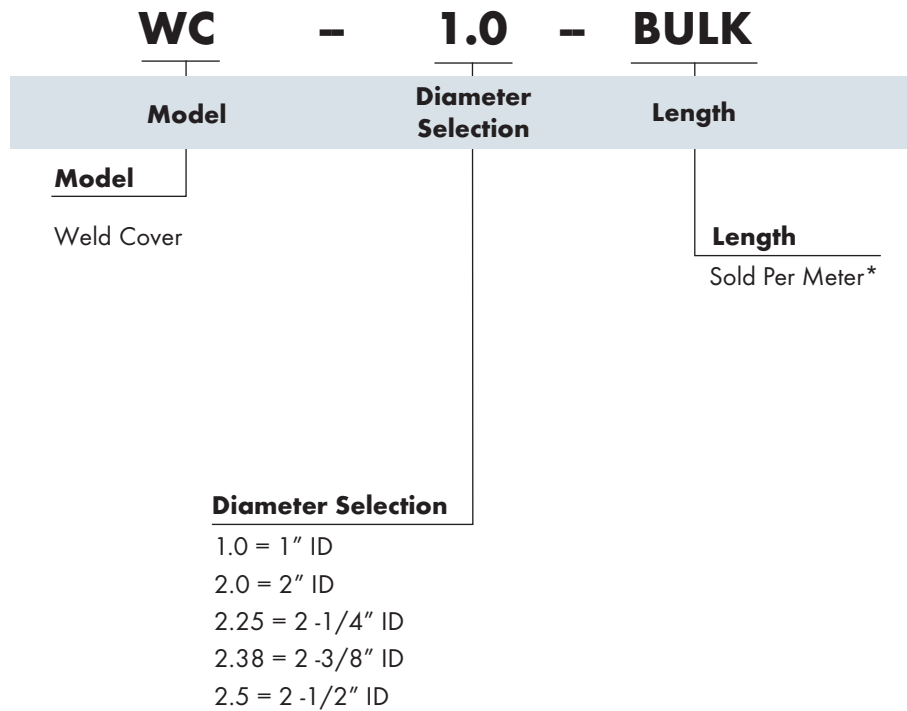 WC – 1.0 – BULK
Model
Diameter
Selection
Length
Model
Weld Cover
Length
Sold Per Meter*
Diameter Selection
1.0 = 1” ID
2.0 = 2” ID
2.25 = 2 -1/4” ID
2.38 = 2 -3/8” ID
2.5 = 2 -1/2” ID